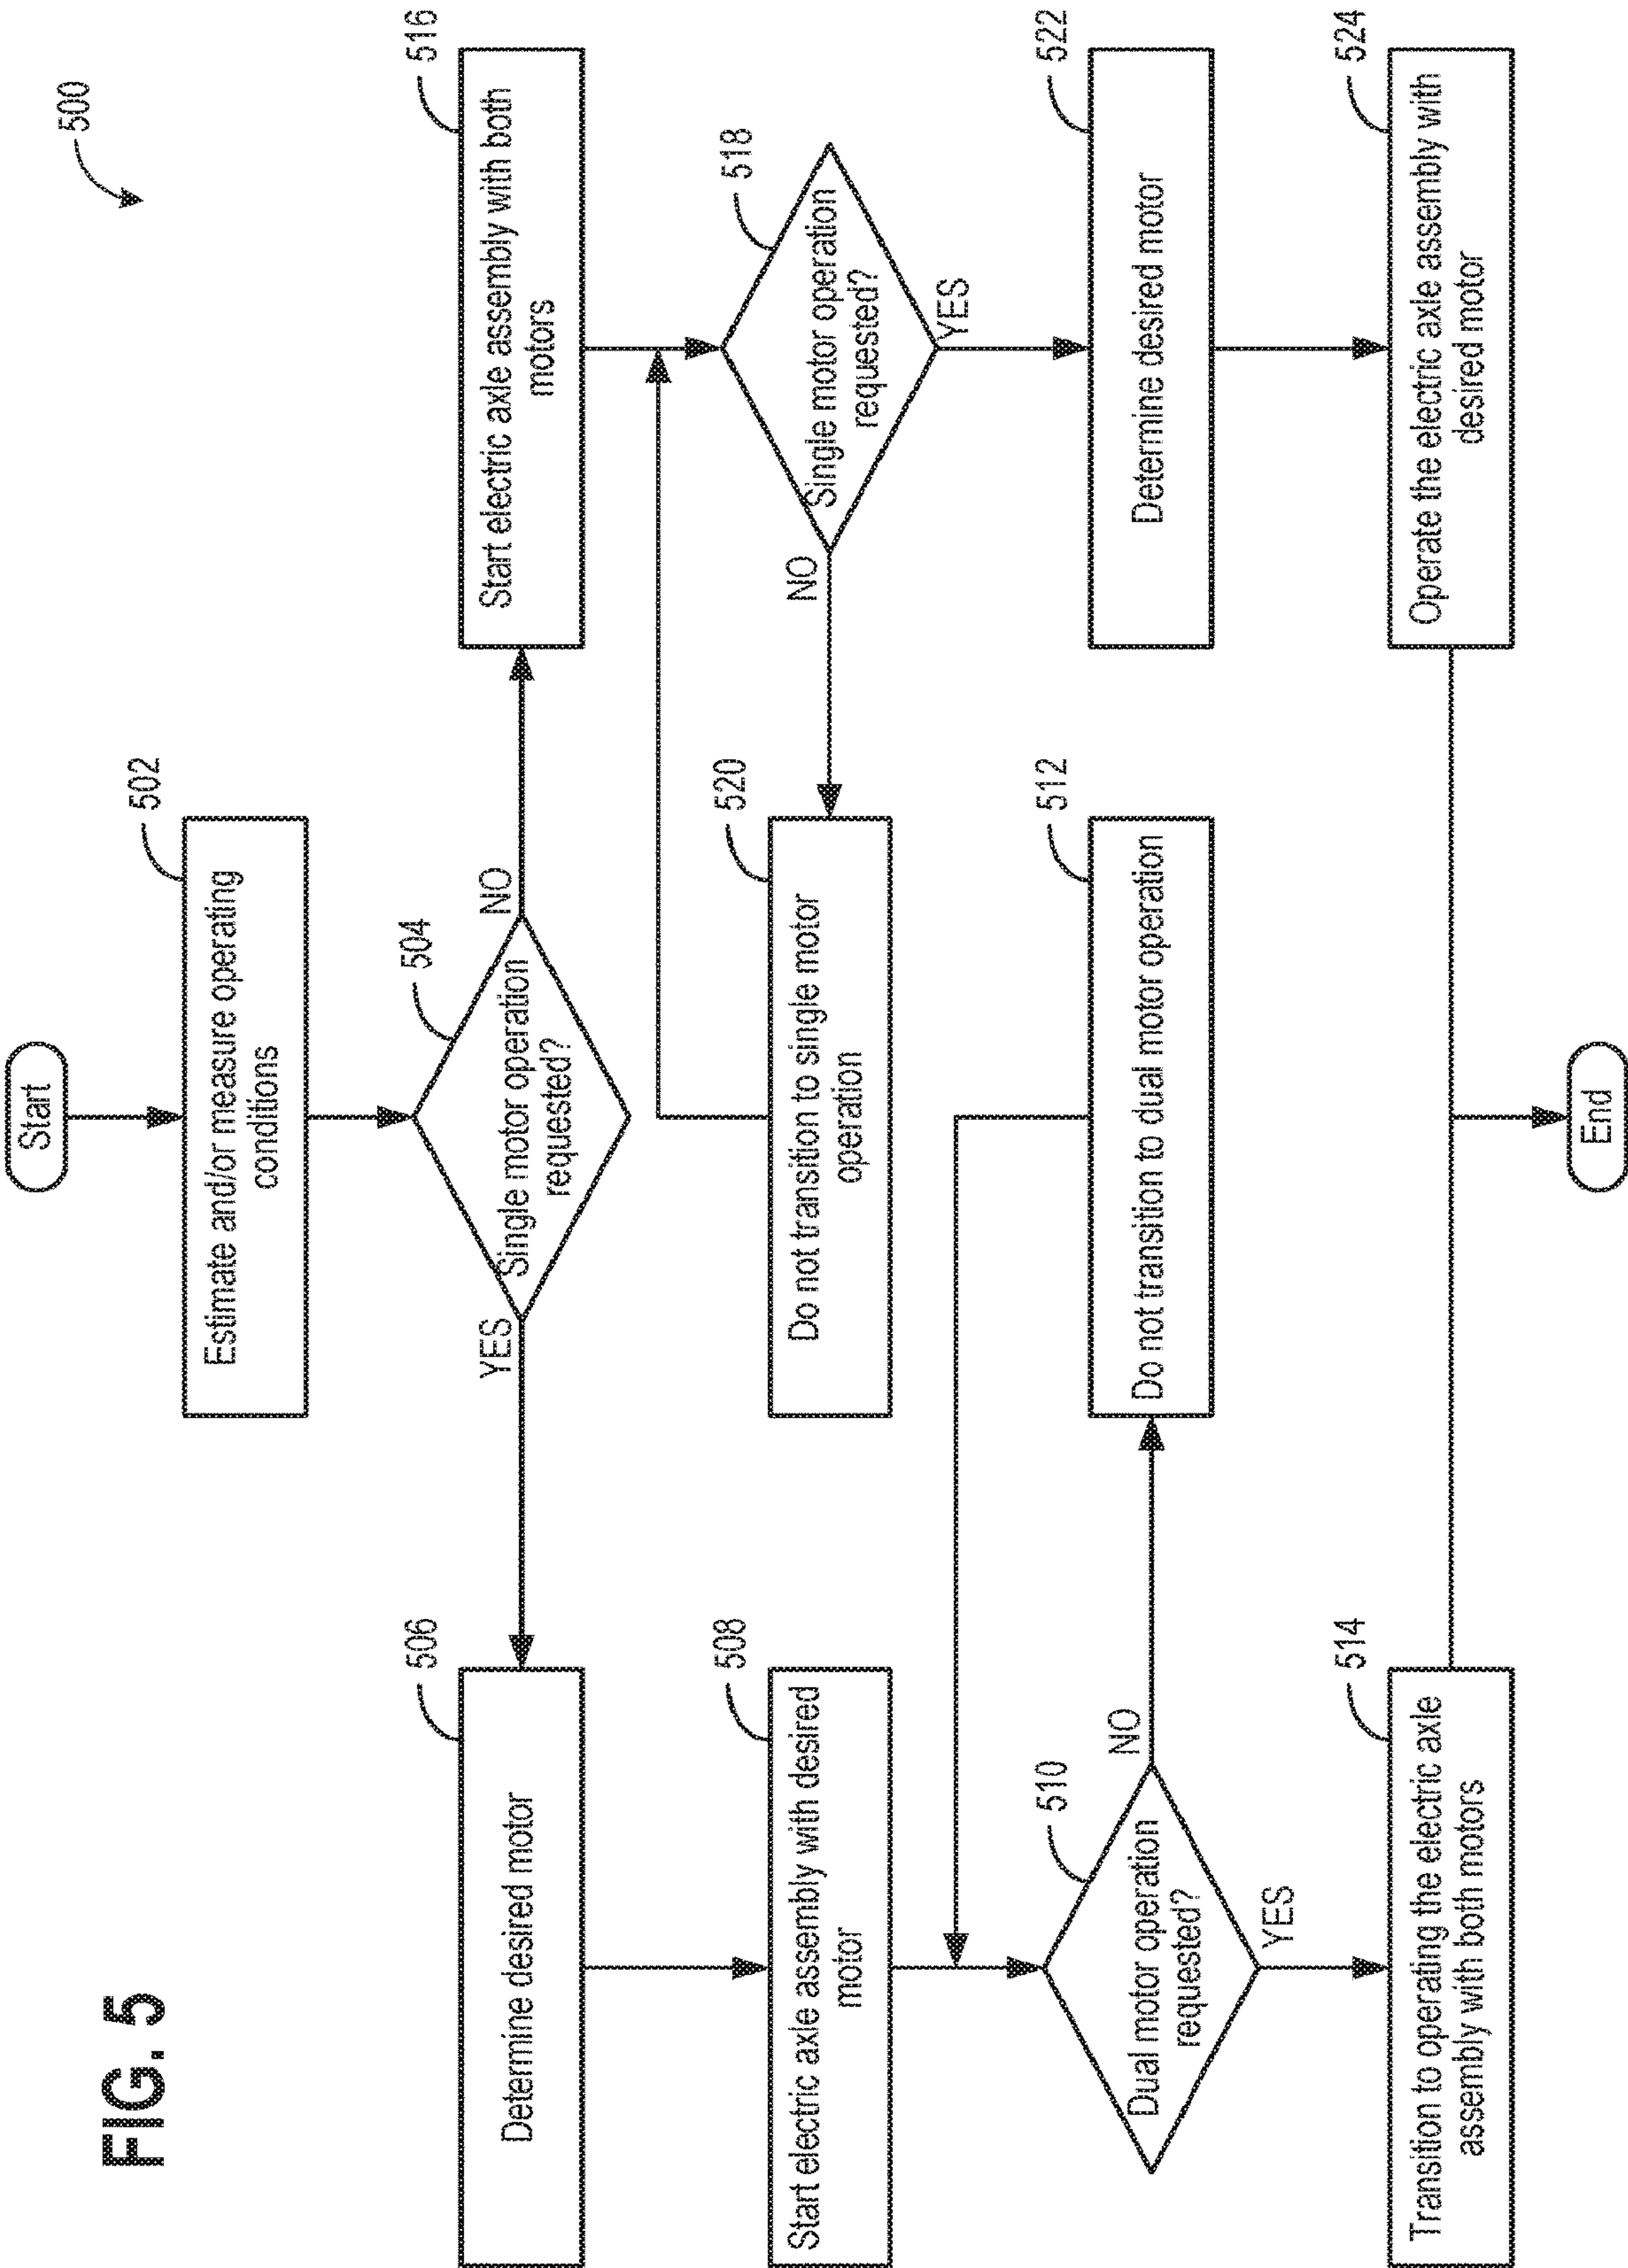 FIG. 5
500
Start
502
Estimate and/or measure operating
conditions
504
Single motor operation
requested?
YES
NO
506
Determine desired motor
508
Start electric axle assembly with desired
motor
510
Dual motor operation
requested?
NO
YES
512
Do not transition to dual motor operation
514
Transition to operating the electric axle
assembly with both motors
516
Start electric axle assembly with both
motors
518
Single motor operation
requested?
NO
YES
520
Do not transition to single motor
operation
522
Determine desired motor
524
Operate the electric axle assembly with
desired motor
End